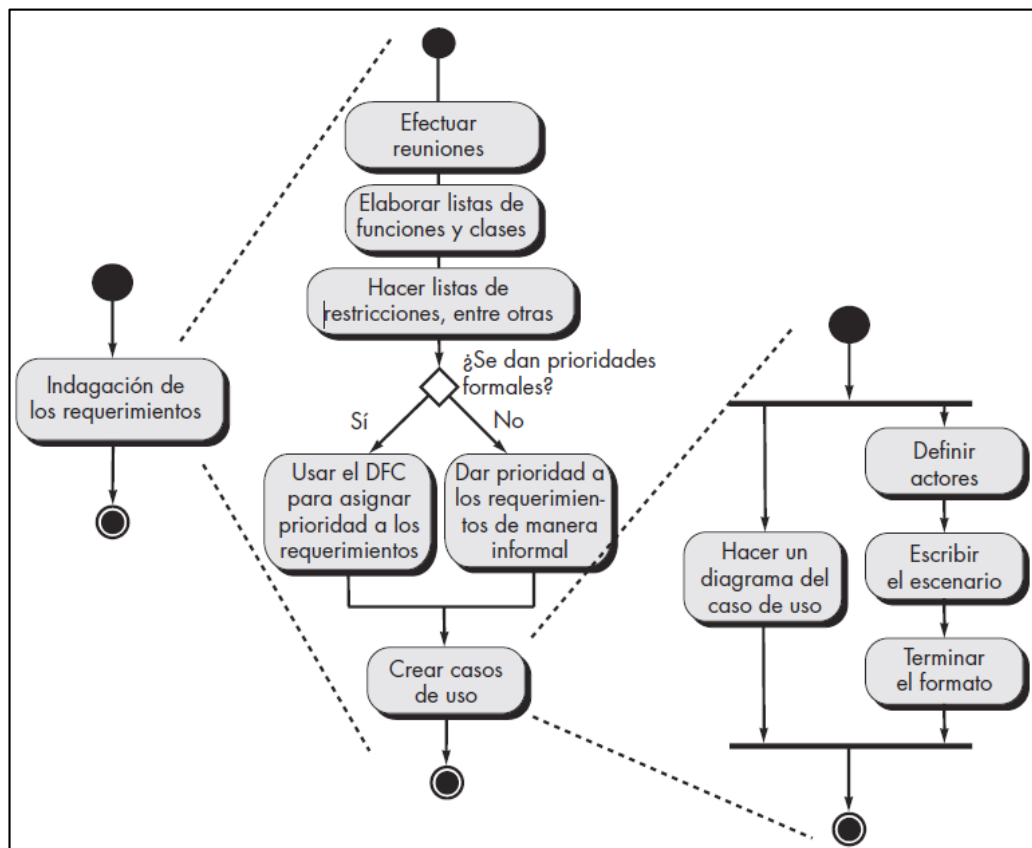 Indagación de
los requerimientos
Efectuar
reuniones
Elaborar listas de
funciones y clases
Hacer listas de
restricciones, entre otras
¿Se dan prioridades
formales?
Sí
No
Usar el DFC
para asignar
prioridad a los
requerimientos
Dar prioridad a
los requerimien-
tos de manera
informal
Crear casos
de uso
Hacer un
diagrama del
caso de uso
Definir
actores
Escribir
el escenario
Terminar
el formato